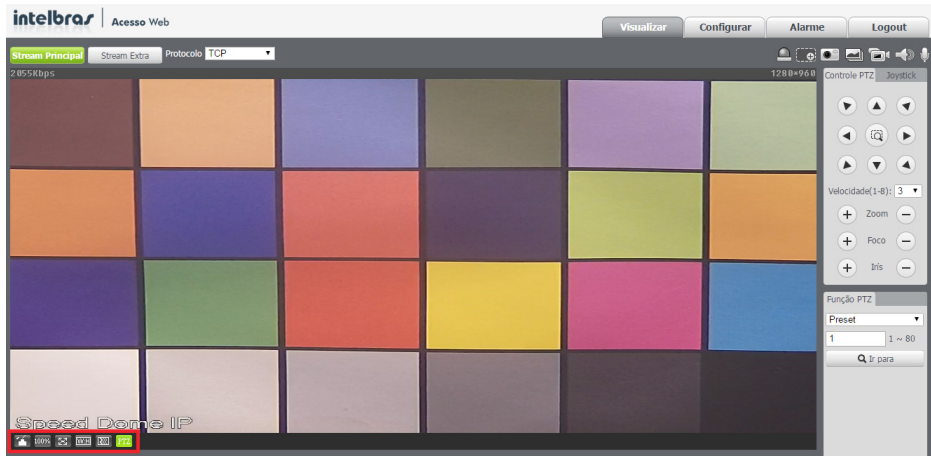 intelbras Acesso Web
Visualizar Configurar Alarme Logout
Stream Principal Stream Extra Protocolo TCP
2055Kbps 1280*960
Controle PTZ Joystick
Velocidade(1-8): 3
+ Zoom −
+ Foco −
+ Iris −
Função PTZ
Preset
1 1 ~ 80
Ir para
Speed Dome IP
100% PTZ